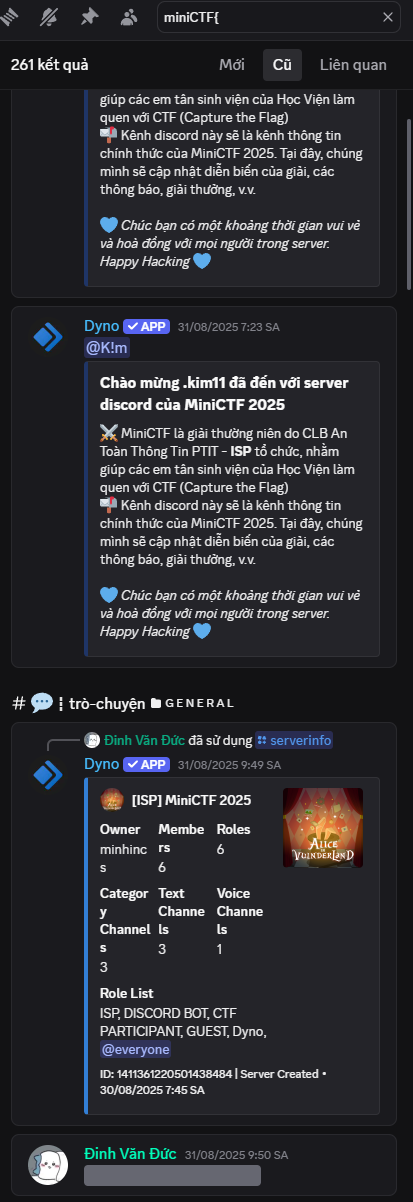 miniCTF{
261 kết quả
Mới
Cũ
Liên quan
giúp các em tân sinh viện của Học Viện làm
quen với CTF (Capture the Flag)
📬 Kênh discord này sẽ là kênh thông tin
chính thức của MiniCTF 2025. Tại đây, chúng
mình sẽ cập nhật diễn biến của giải, các
thông báo, giải thưởng, v.v.
💙 Chúc bạn có một khoảng thời gian vui vẻ
và hoà đồng với mọi người trong server.
Happy Hacking 💙
Dyno ✓ APP 31/08/2025 7:23 SA
@K!m
Chào mừng .kim11 đã đến với server
discord của MiniCTF 2025
⚔️ MiniCTF là giải thường niên do CLB An
Toàn Thông Tin PTIT - ISP tổ chức, nhằm
giúp các em tân sinh viện của Học Viện làm
quen với CTF (Capture the Flag)
📬 Kênh discord này sẽ là kênh thông tin
chính thức của MiniCTF 2025. Tại đây, chúng
mình sẽ cập nhật diễn biến của giải, các
thông báo, giải thưởng, v.v.
💙 Chúc bạn có một khoảng thời gian vui vẻ
và hoà đồng với mọi người trong server.
Happy Hacking 💙
# 💬┋trò-chuyện GENERAL
Đinh Văn Đức đã sử dụng serverinfo
Dyno ✓ APP 31/08/2025 9:49 SA
[ISP] MiniCTF 2025
ALICE
IN
VULNDERLAND
Owner
minhinc
s
Membe
rs
6
Roles
6
Categor
y
Channel
s
3
Text
Channe
ls
3
Voice
Channe
ls
1
Role List
ISP, DISCORD BOT, CTF
PARTICIPANT, GUEST, Dyno,
@everyone
ID: 1411361220501438484 | Server Created •
30/08/2025 7:45 SA
Đinh Văn Đức 31/08/2025 9:50 SA